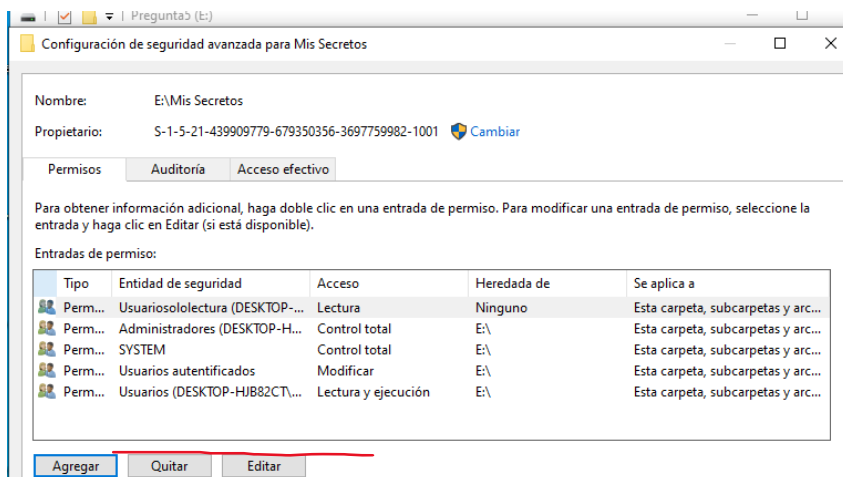 Pregunta5 (E:)
Configuración de seguridad avanzada para Mis Secretos
Nombre: E:\Mis Secretos
Propietario: S-1-5-21-439909779-679350356-3697759982-1001 Cambiar
Permisos Auditoría Acceso efectivo
Para obtener información adicional, haga doble clic en una entrada de permiso. Para modificar una entrada de permiso, seleccione la
entrada y haga clic en Editar (si está disponible).
Entradas de permiso:
Tipo Entidad de seguridad Acceso Heredada de Se aplica a
Perm... Usuariosololectura (DESKTOP-... Lectura Ninguno Esta carpeta, subcarpetas y arc...
Perm... Administradores (DESKTOP-H... Control total E:\ Esta carpeta, subcarpetas y arc...
Perm... SYSTEM Control total E:\ Esta carpeta, subcarpetas y arc...
Perm... Usuarios autentificados Modificar E:\ Esta carpeta, subcarpetas y arc...
Perm... Usuarios (DESKTOP-HJB82CT\... Lectura y ejecución E:\ Esta carpeta, subcarpetas y arc...
Agregar Quitar Editar